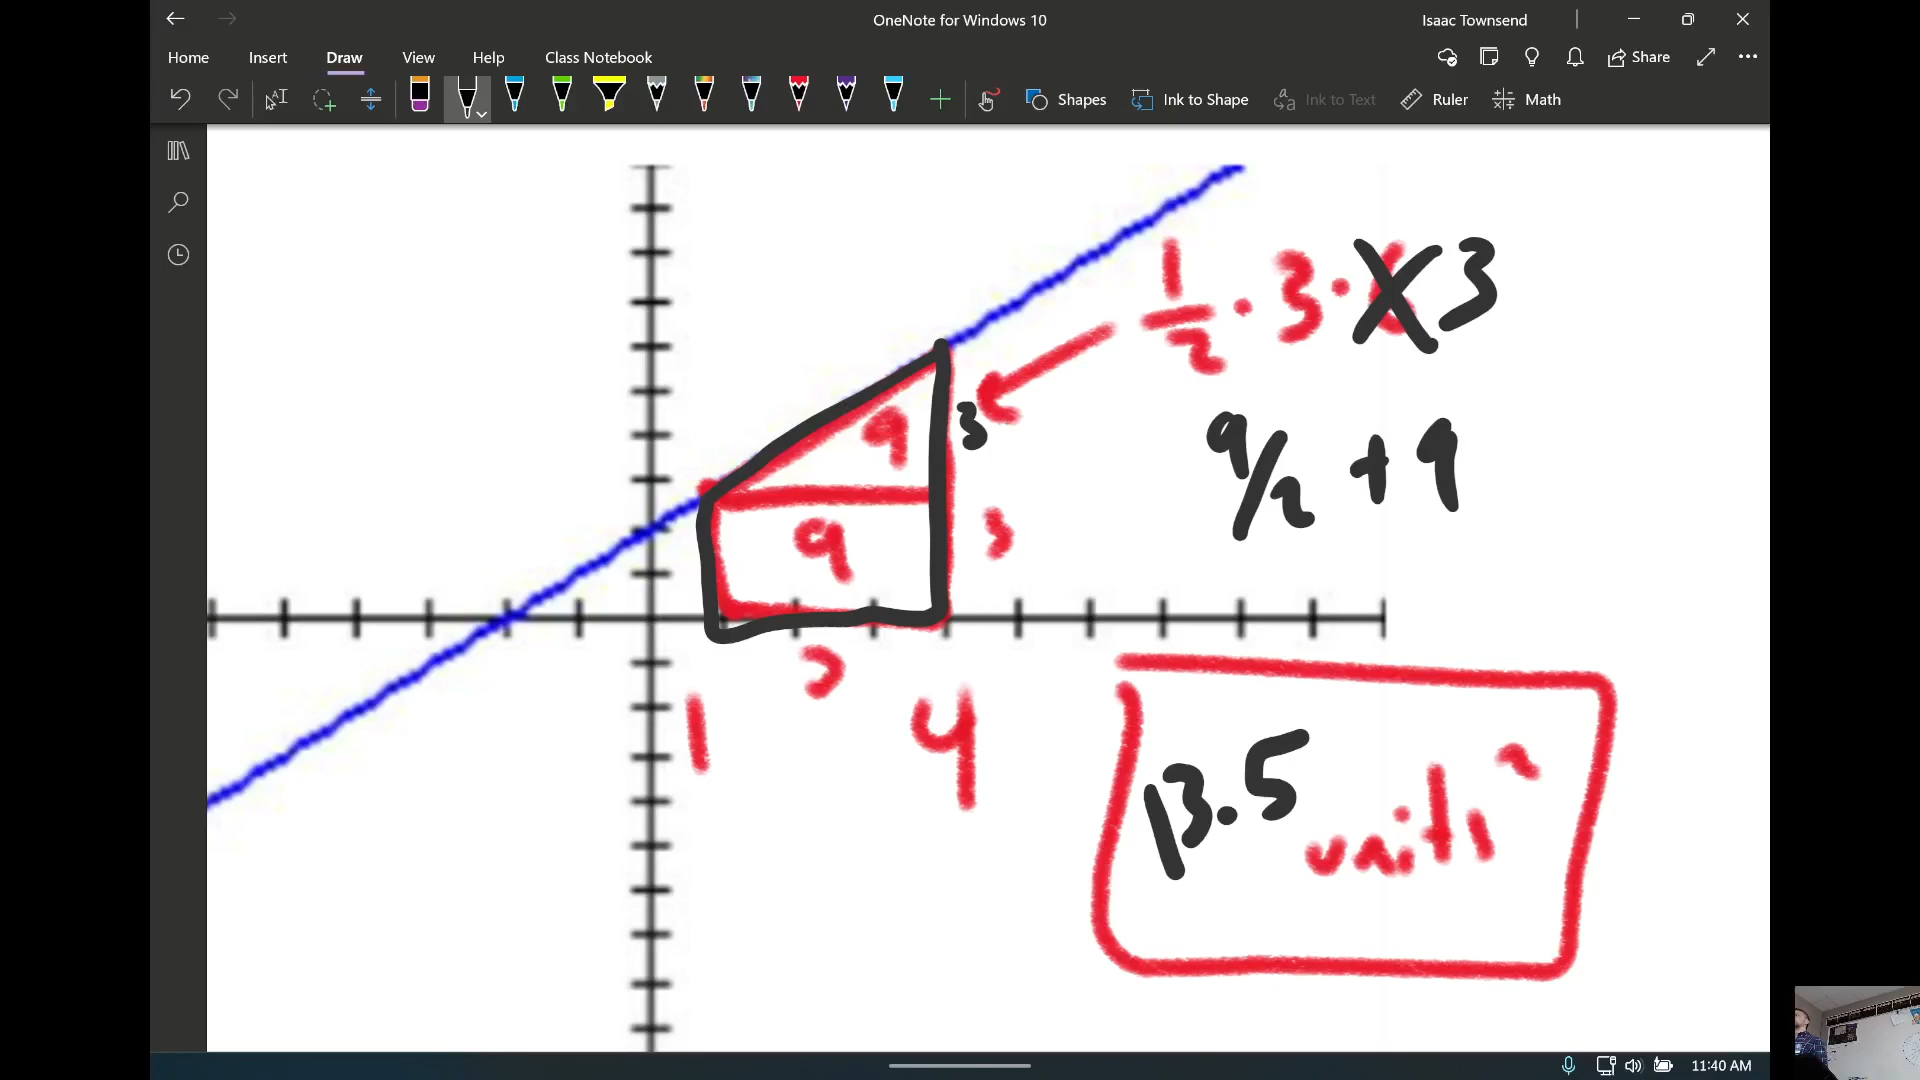 OneNote for Windows 10
Isaac Townsend
Home Insert Draw View Help Class Notebook
Share
Shapes
Ink to Shape
Ink to Text
Ruler
Math
1/2 · 3 · X3
9
3
9/2 + 9
9
3
3
1
4
13.5 units²
11:40 AM